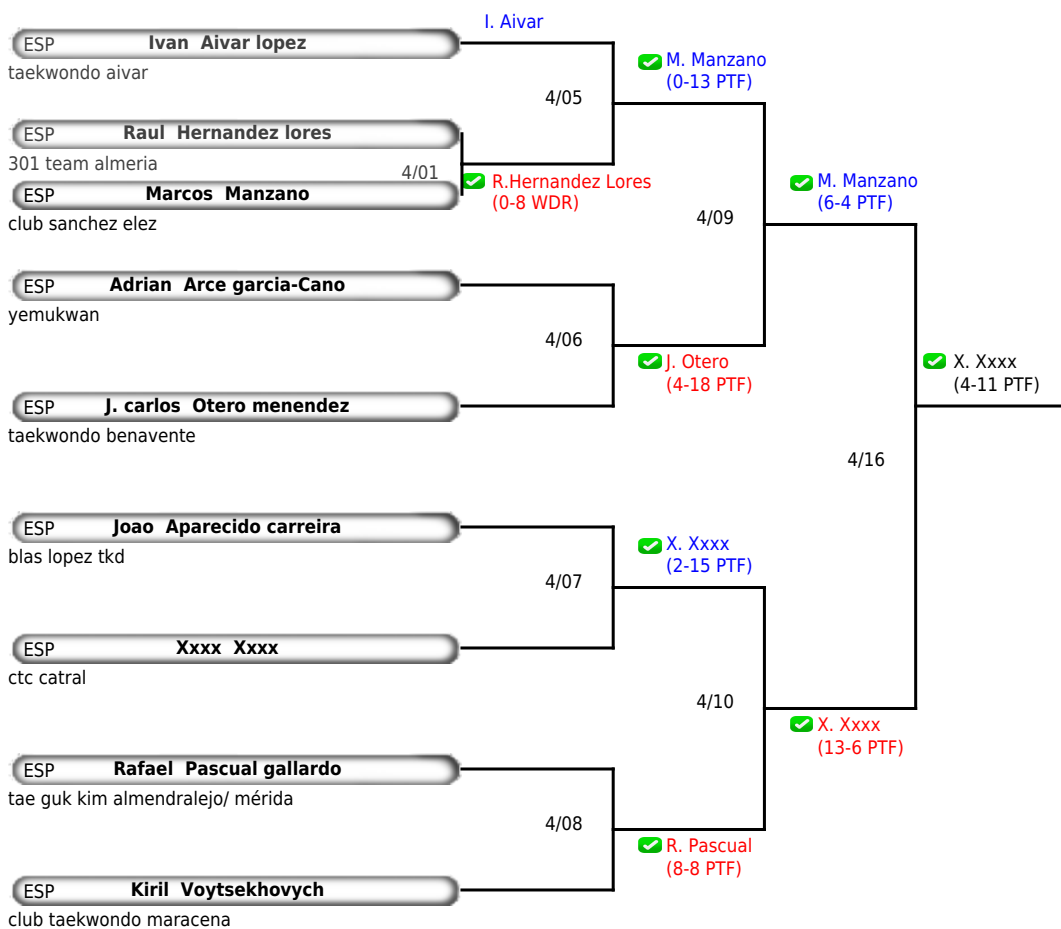 I. Aivar
ESP Ivan Aivar lopez
taekwondo aivar
M. Manzano
(0-13 PTF)
4/05
ESP Raul Hernandez lores
301 team almeria
4/01
R.Hernandez Lores
(0-8 WDR)
ESP Marcos Manzano
club sanchez elez
M. Manzano
(6-4 PTF)
4/09
ESP Adrian Arce garcia-Cano
yemukwan
4/06
J. Otero
(4-18 PTF)
ESP J. carlos Otero menendez
taekwondo benavente
X. Xxxx
(4-11 PTF)
4/16
ESP Joao Aparecido carreira
blas lopez tkd
X. Xxxx
(2-15 PTF)
4/07
ESP Xxxx Xxxx
ctc catral
4/10
X. Xxxx
(13-6 PTF)
ESP Rafael Pascual gallardo
tae guk kim almendralejo/ mérida
4/08
R. Pascual
(8-8 PTF)
ESP Kiril Voytsekhovych
club taekwondo maracena